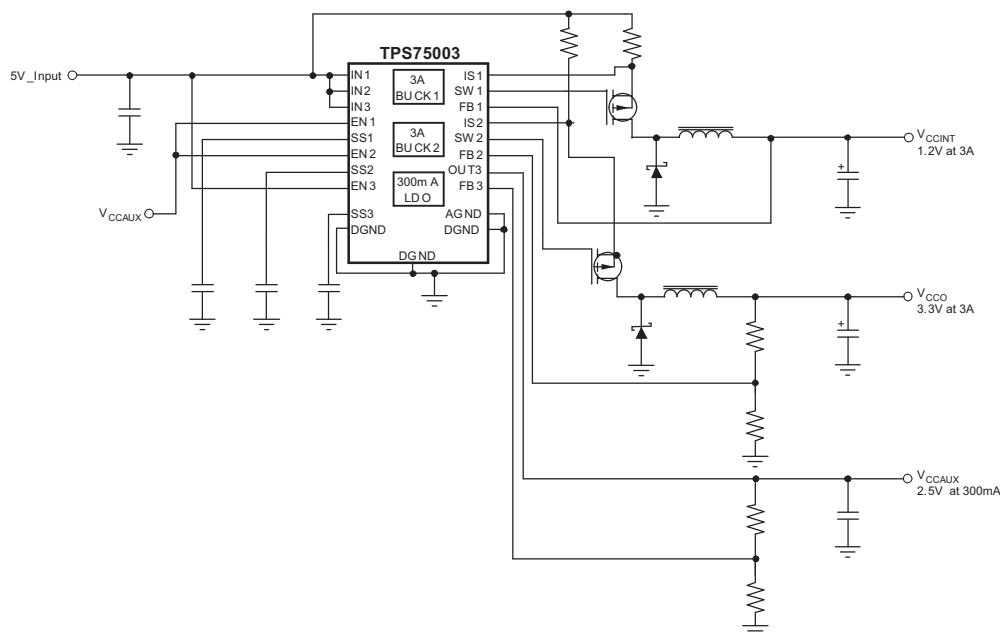 TPS75003
5V_Input
IN1
IN2
IN3
EN1
SS1
EN2
SS2
EN3
SS3
DGND
3A
BUCK1
3A
BUCK2
300mA
LDO
DGND
IS1
SW1
FB1
IS2
SW2
FB2
OUT3
FB3
AGND
DGND
VCCAUX
+
VCCINT
1.2V at 3A
+
VCCO
3.3V at 3A
VCCAUX
2.5V at 300mA